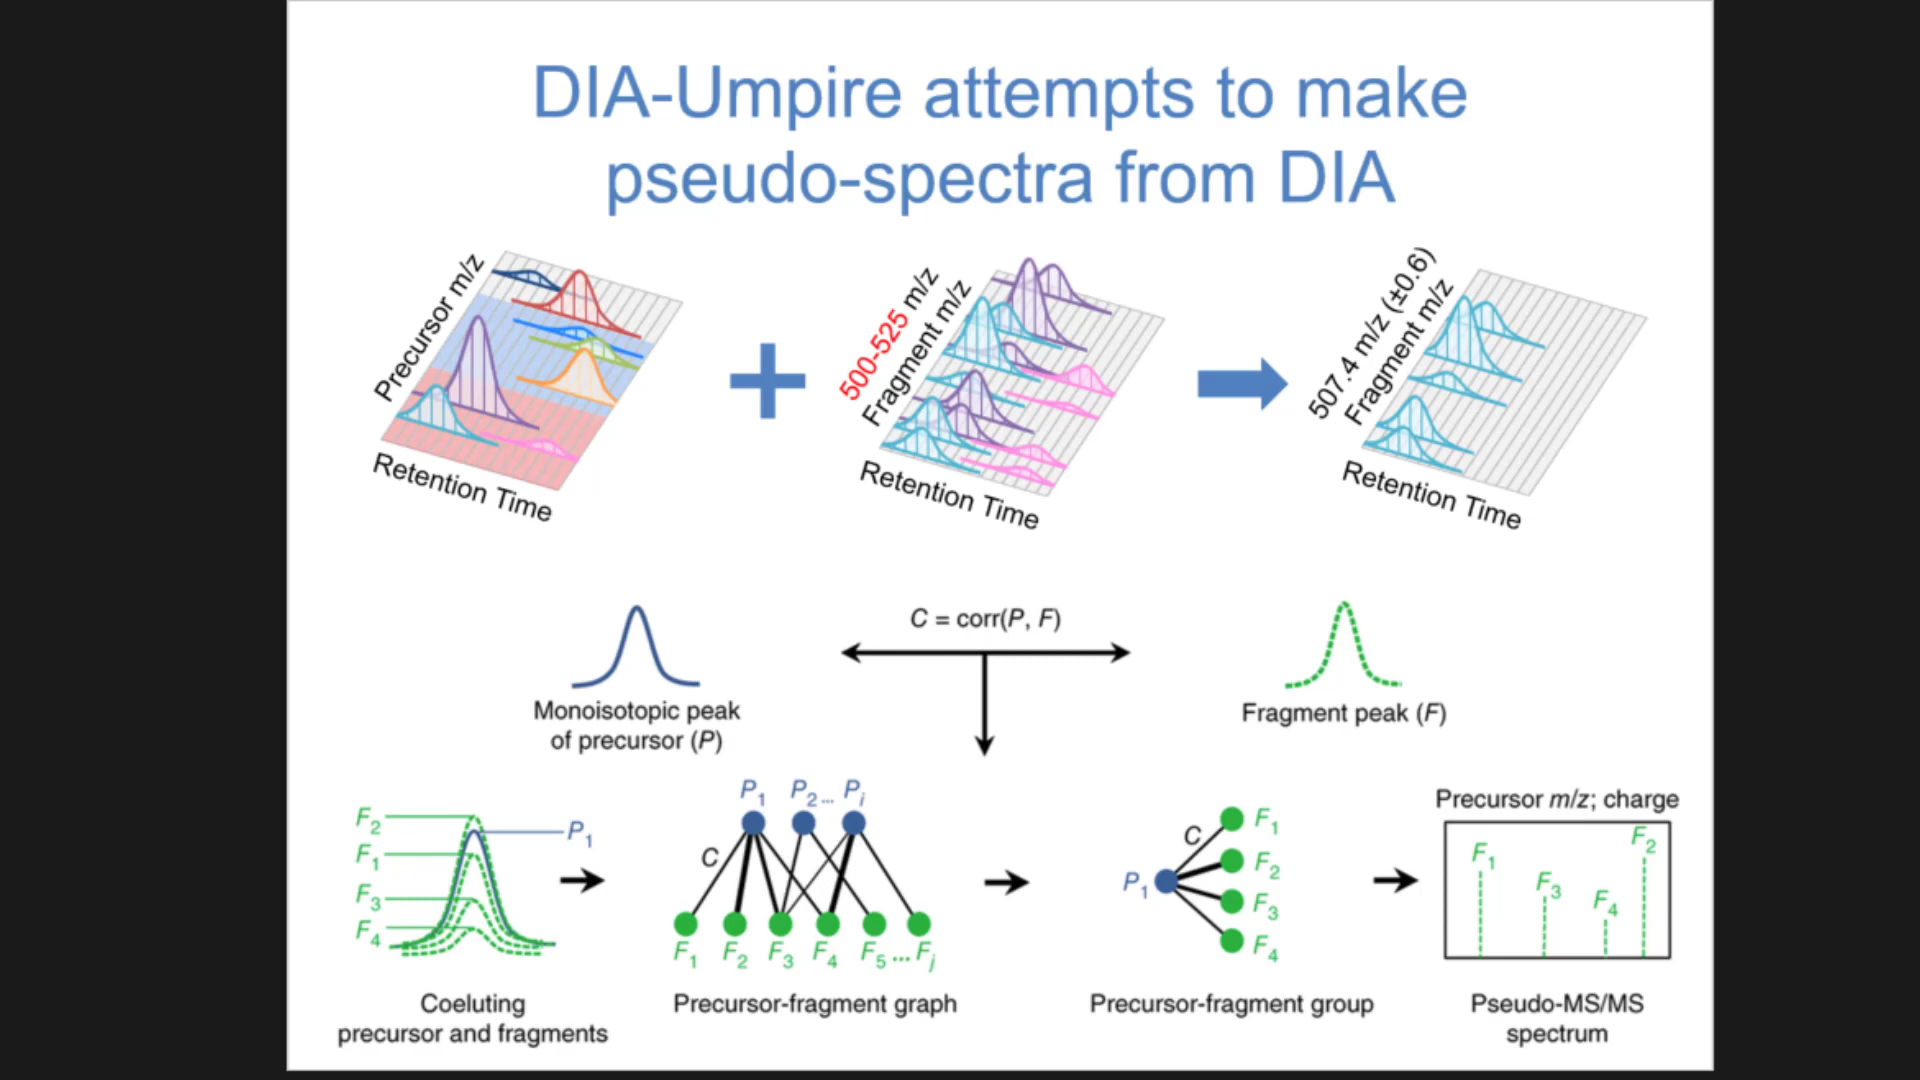 DIA-Umpire attempts to make
pseudo-spectra from DIA
Precursor m/z
Retention Time
500-525 m/z
Fragment m/z
Retention Time
507.4 m/z (±0.6)
Fragment m/z
Retention Time
C = corr(P, F)
Monoisotopic peak
of precursor (P)
Fragment peak (F)
F2
F1
F3
F4
P1
P1 P2... Pi
C
F1 F2 F3 F4 F5 ... Fj
P1
C
F1
F2
F3
F4
Precursor m/z; charge
F1
F3
F4
F2
Coeluting
precursor and fragments
Precursor-fragment graph
Precursor-fragment group
Pseudo-MS/MS
spectrum